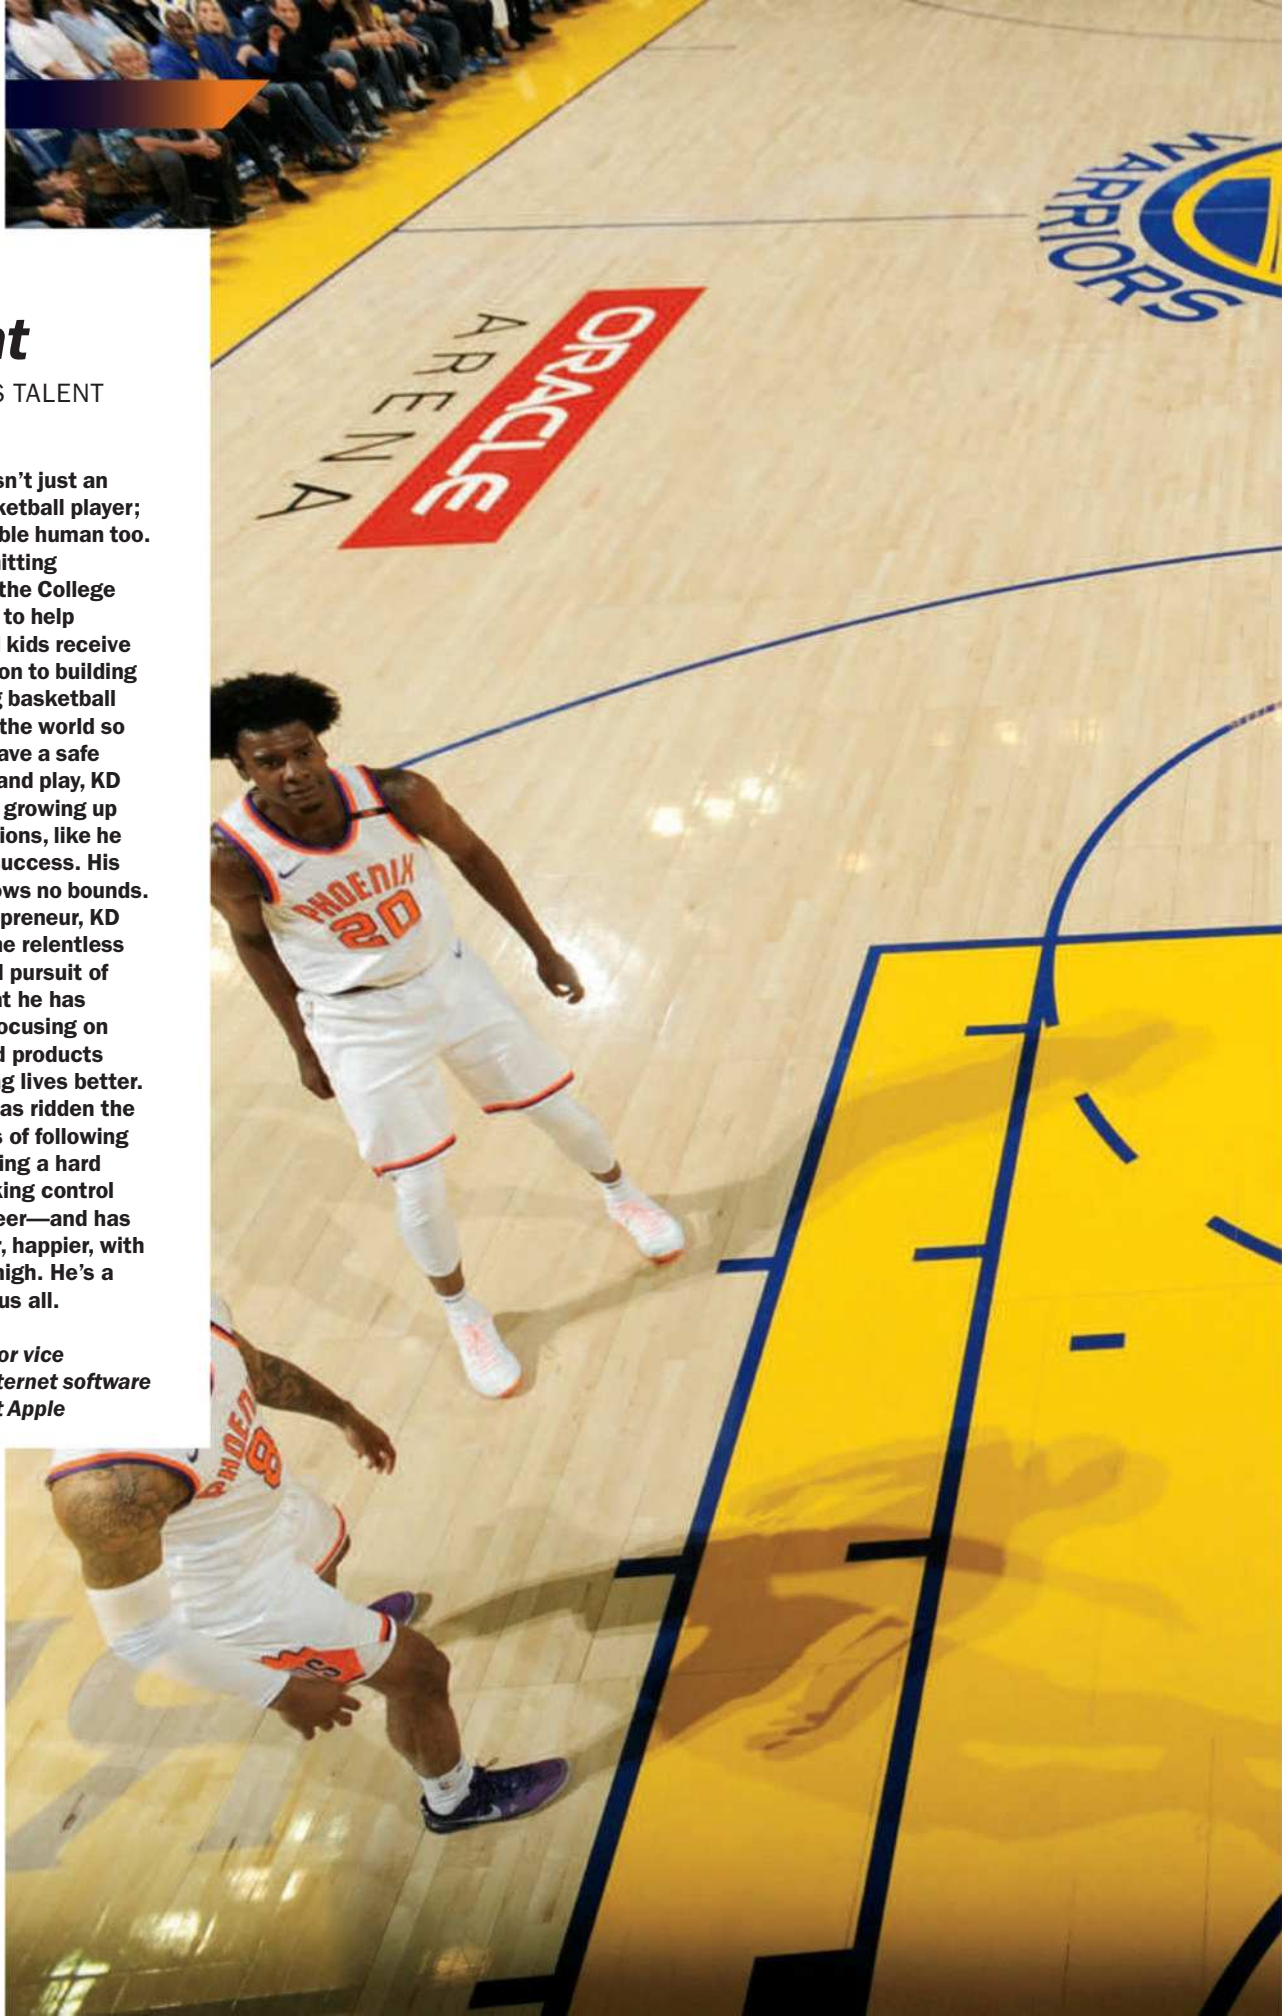 WARRIORS
ORACLE
ARENA
nt
S TALENT
sn’t just an
ketball player;
ble human too.
itting
the College
to help
kids receive
on to building
g basketball
the world so
ave a safe
and play, KD
growing up
ions, like he
success. His
ows no bounds.
preneur, KD
he relentless
d pursuit of
at he has
ocusing on
d products
g lives better.
as ridden the
s of following
ing a hard
king control
eer—and has
r, happier, with
high. He’s a
us all.
or vice
ternet software
t Apple
PHOENIX
20
PHOEN
8